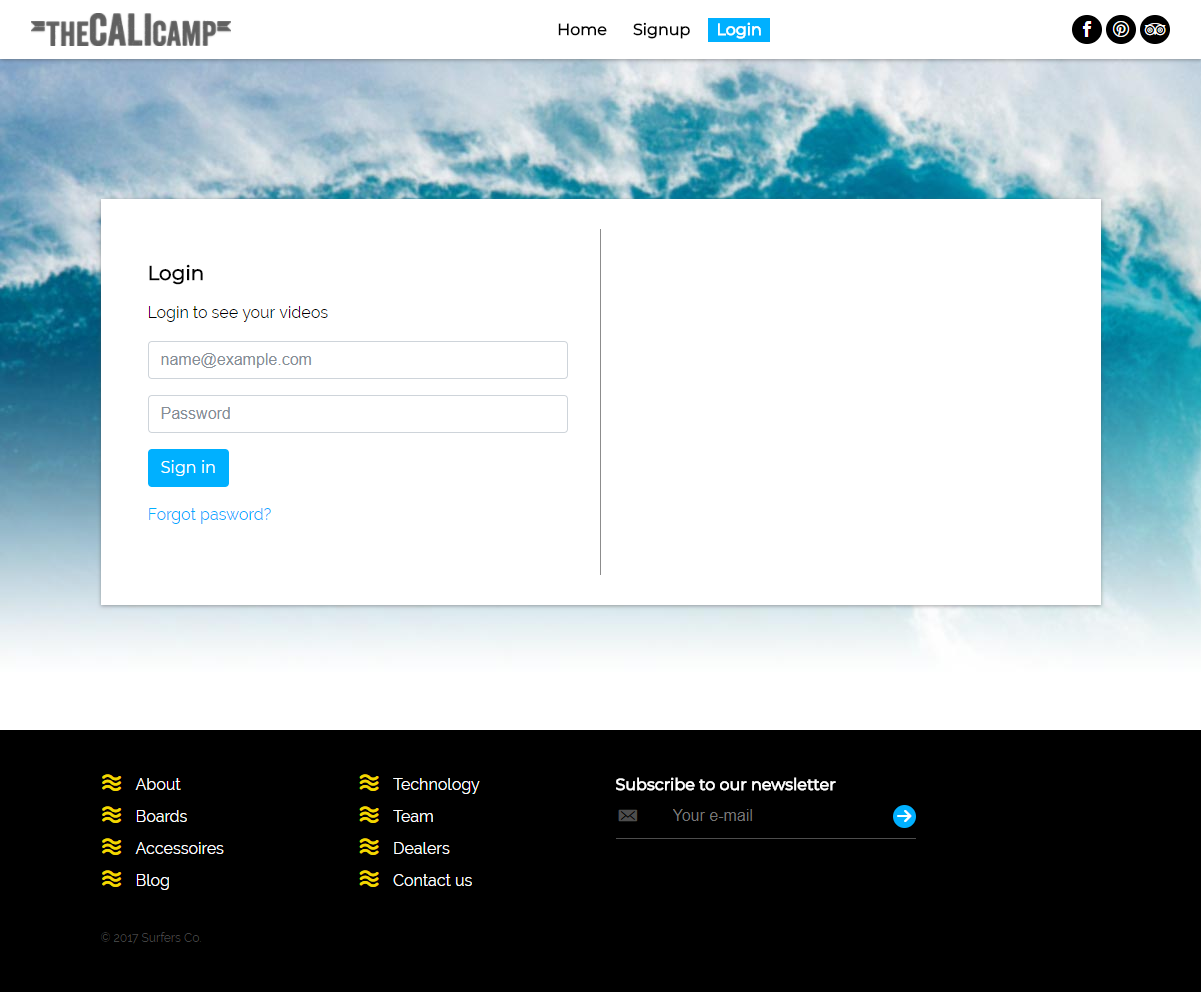 THECALICAMP
Home Signup Login
Login
Login to see your videos
name@example.com
Password
Sign in
Forgot pasword?
About
Boards
Accessoires
Blog
Technology
Team
Dealers
Contact us
Subscribe to our newsletter
Your e-mail
© 2017 Surfers Co.